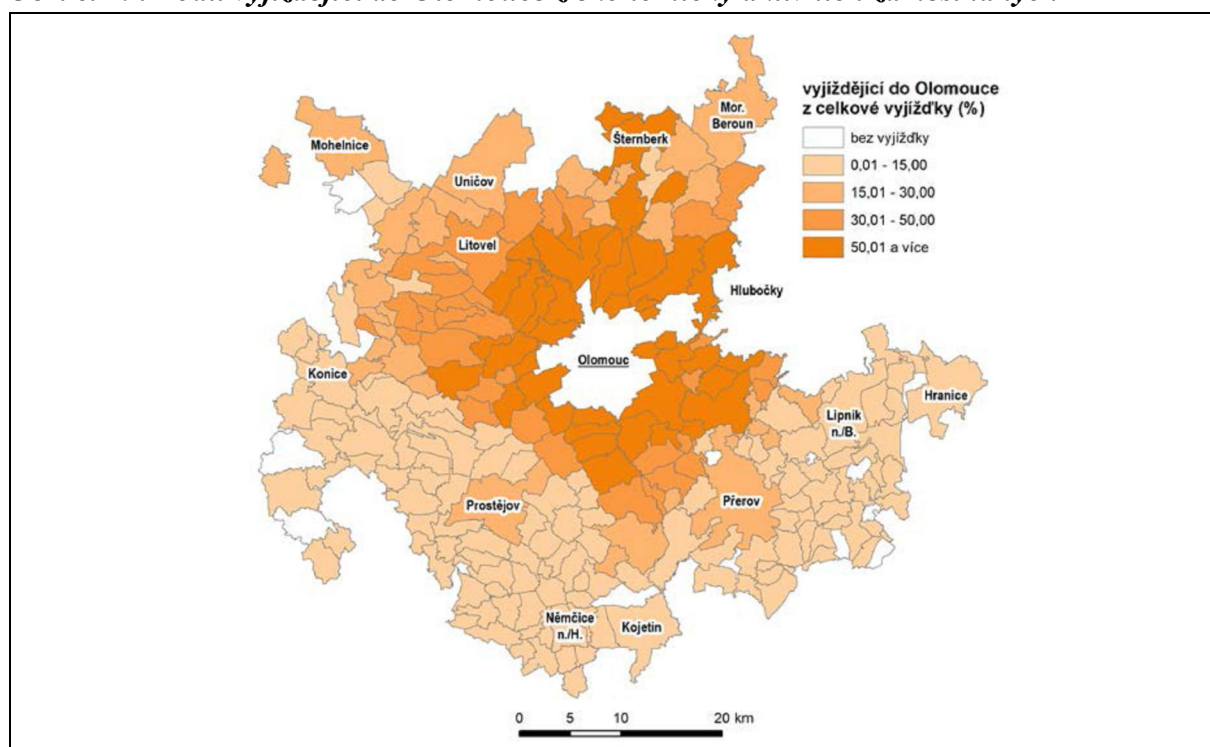 vyjíždějící do Olomouce
z celkové vyjížďky (%)
bez vyjížďky
0,01 - 15,00
15,01 - 30,00
30,01 - 50,00
50,01 a více
Mor.
Beroun
Šternberk
Mohelnice
Uničov
Litovel
Hlubočky
Olomouc
Konice
Hranice
Lipník
n./B.
Prostějov
Přerov
Němčice
n./H.
Kojetín
0 5 10 20 km